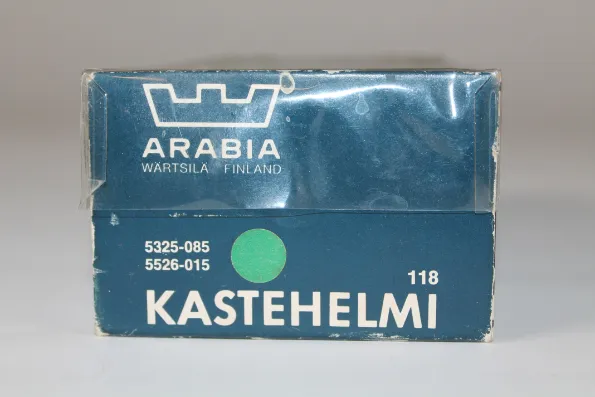 ARABIA
WÄRTSILÄ FINLAND
5325-085
5526-015
118
KASTEHELMI